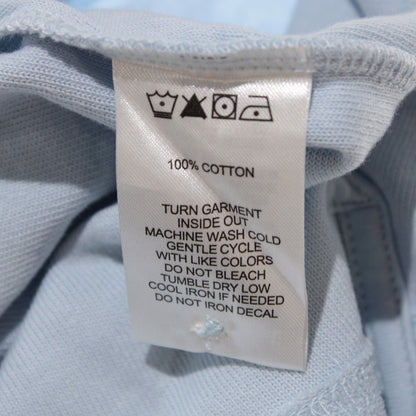 100% COTTON
TURN GARMENT
INSIDE OUT
MACHINE WASH COLD
GENTLE CYCLE
WITH LIKE COLORS
DO NOT BLEACH
TUMBLE DRY LOW
COOL IRON IF NEEDED
DO NOT IRON DECAL